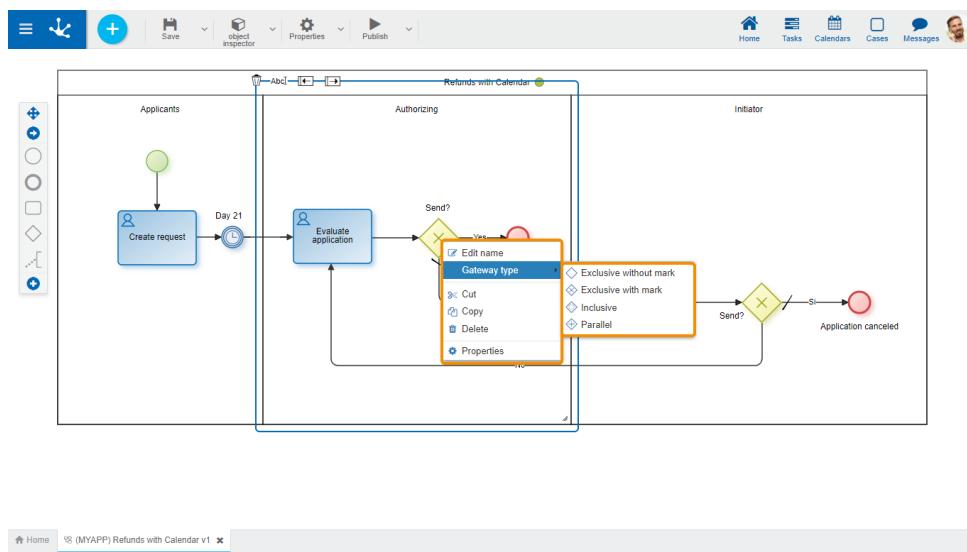 Save
object
inspector
Properties
Publish
Home
Tasks
Calendars
Cases
Messages
Abc
Refunds with Calendar
Applicants
Authorizing
Initiator
Create request
Day 21
Evaluate
application
Send?
Yes
Edit name
Gateway type
Cut
Copy
Delete
Properties
Exclusive without mark
Exclusive with mark
Inclusive
Parallel
Send?
Si
Application canceled
No
Home
(MYAPP) Refunds with Calendar v1